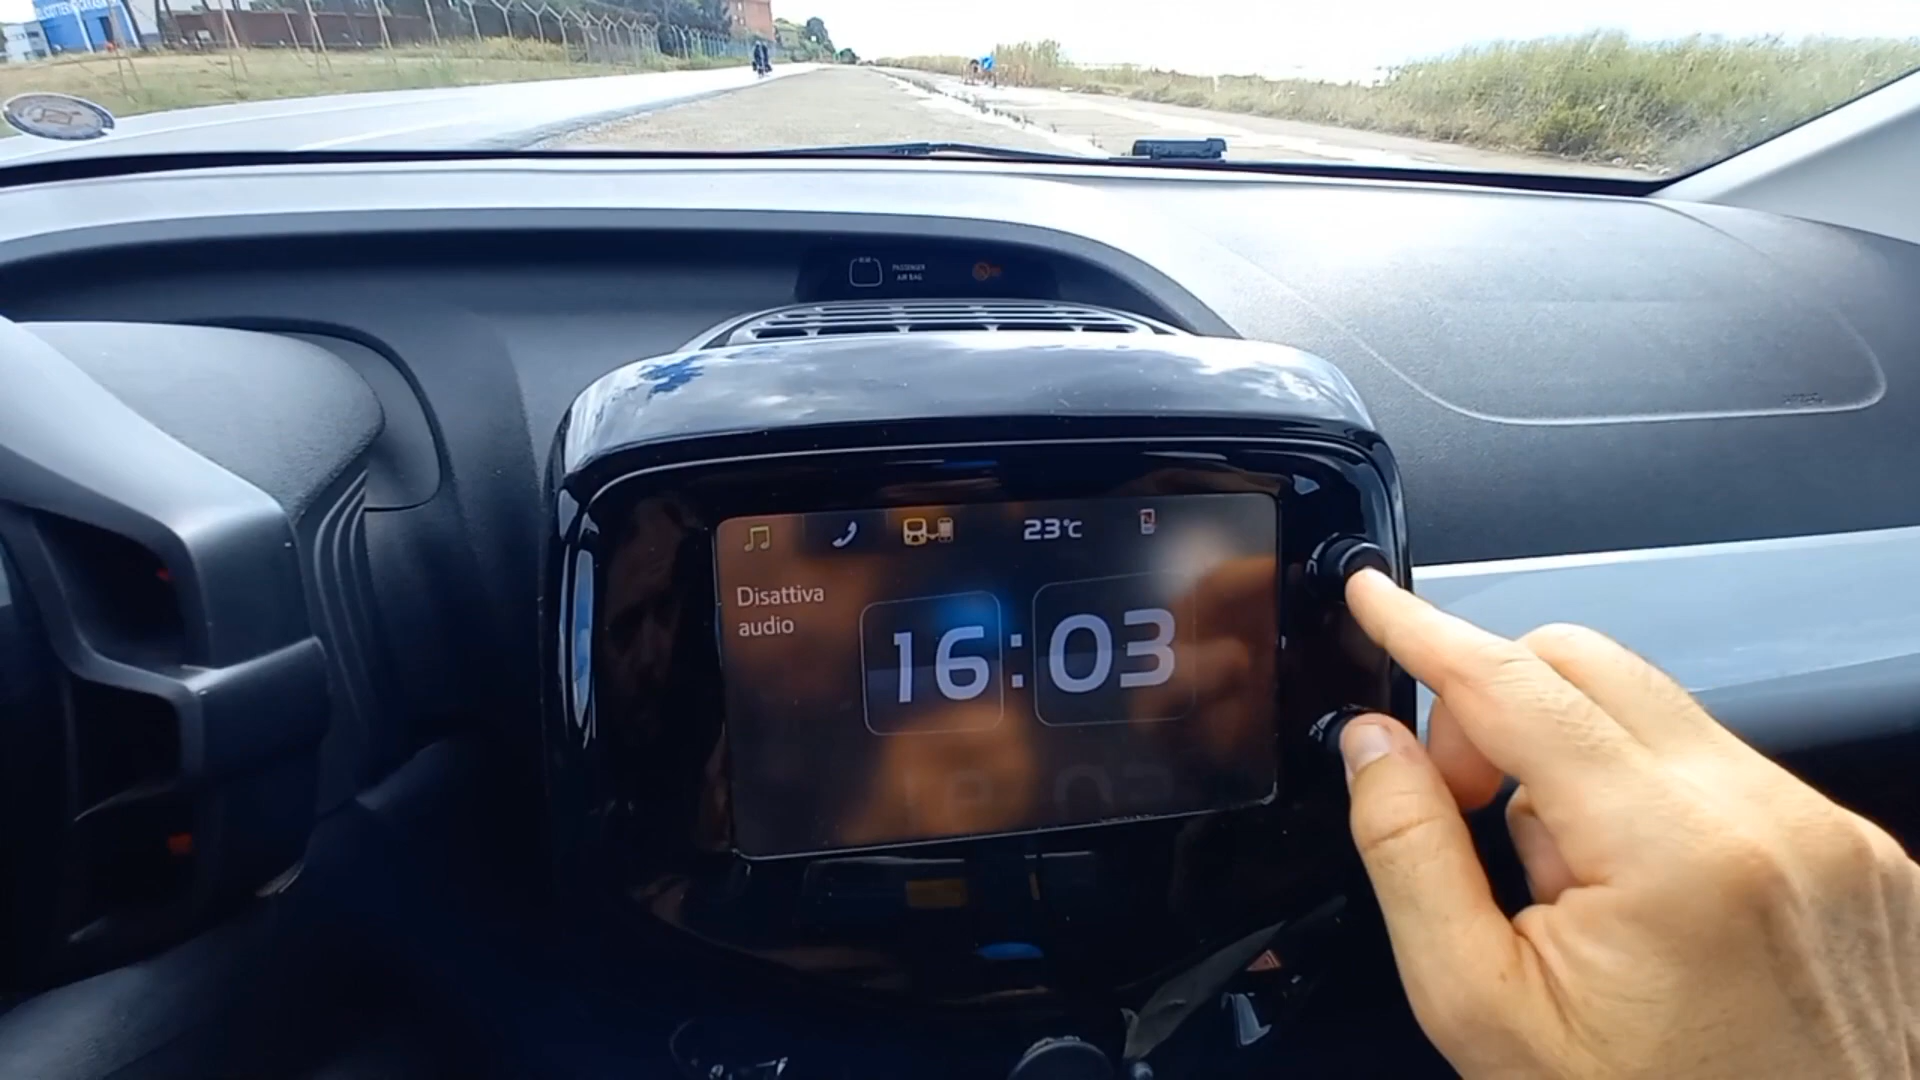 PASSENGER
AIR BAG
23°C
Disattiva
audio
16:03